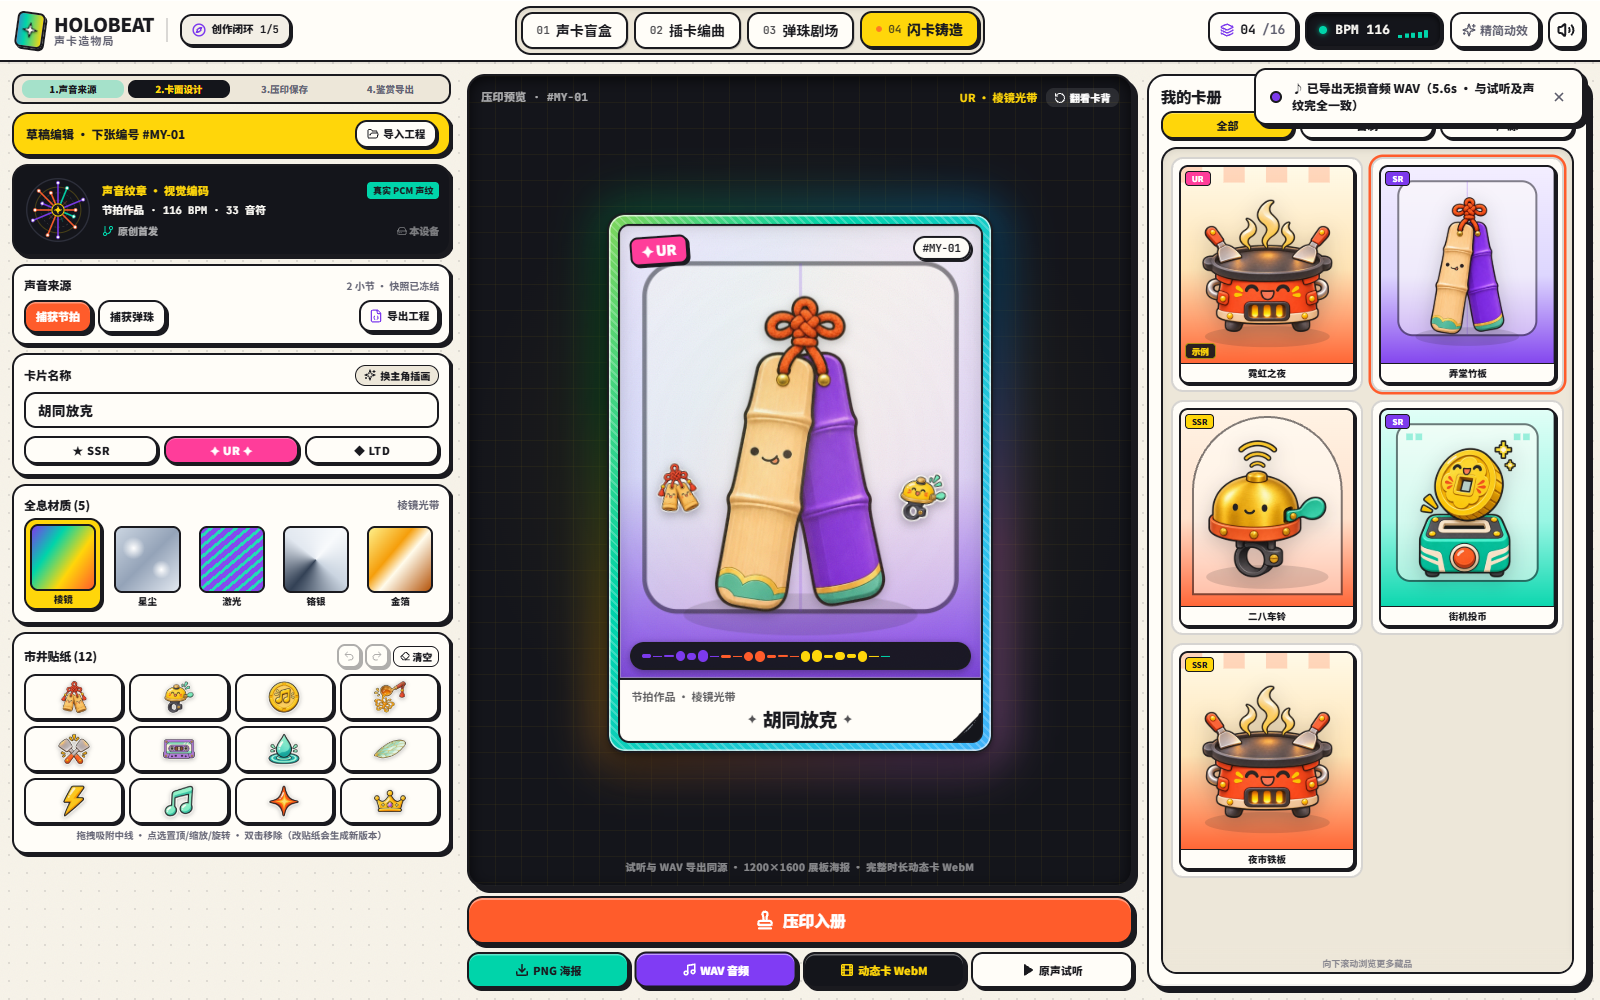 HOLOBEAT
声卡造物局
创作闭环 1/5
01 声卡盲盒
02 插卡编曲
03 弹珠剧场
04 闪卡铸造
04 /16
BPM 116
精简动效
1.声音来源
2.卡面设计
3.压印保存
4.鉴赏导出
草稿编辑 · 下张编号 #MY-01
导入工程
声音纹章 · 视觉编码
真实 PCM 声纹
节拍作品 · 116 BPM · 33 音符
原创首发
本设备
声音来源
2 小节 · 快照已冻结
捕获节拍
捕获弹珠
导出工程
卡片名称
换主角插画
胡同放克
★ SSR
✦ UR ✦
◆ LTD
全息材质 (5)
棱镜光带
棱镜
星尘
激光
铬银
金箔
市井贴纸 (12)
清空
拖拽吸附中线 · 点选置顶/缩放/旋转 · 双击移除（改贴纸会生成新版本）
压印预览 · #MY-01
UR · 棱镜光带
翻看卡背
✦ UR
#MY-01
节拍作品 · 棱镜光带
✦ 胡同放克 ✦
试听与 WAV 导出同源 · 1200×1600 展板海报 · 完整时长动态卡 WebM
压印入册
PNG 海报
WAV 音频
动态卡 WebM
原声试听
我的卡册
♪ 已导出无损音频 WAV（5.6s · 与试听及声
纹完全一致）
全部
UR
示例
霓虹之夜
SR
弄堂竹板
SSR
二八车铃
SR
街机投币
SSR
夜市铁板
向下滚动浏览更多藏品